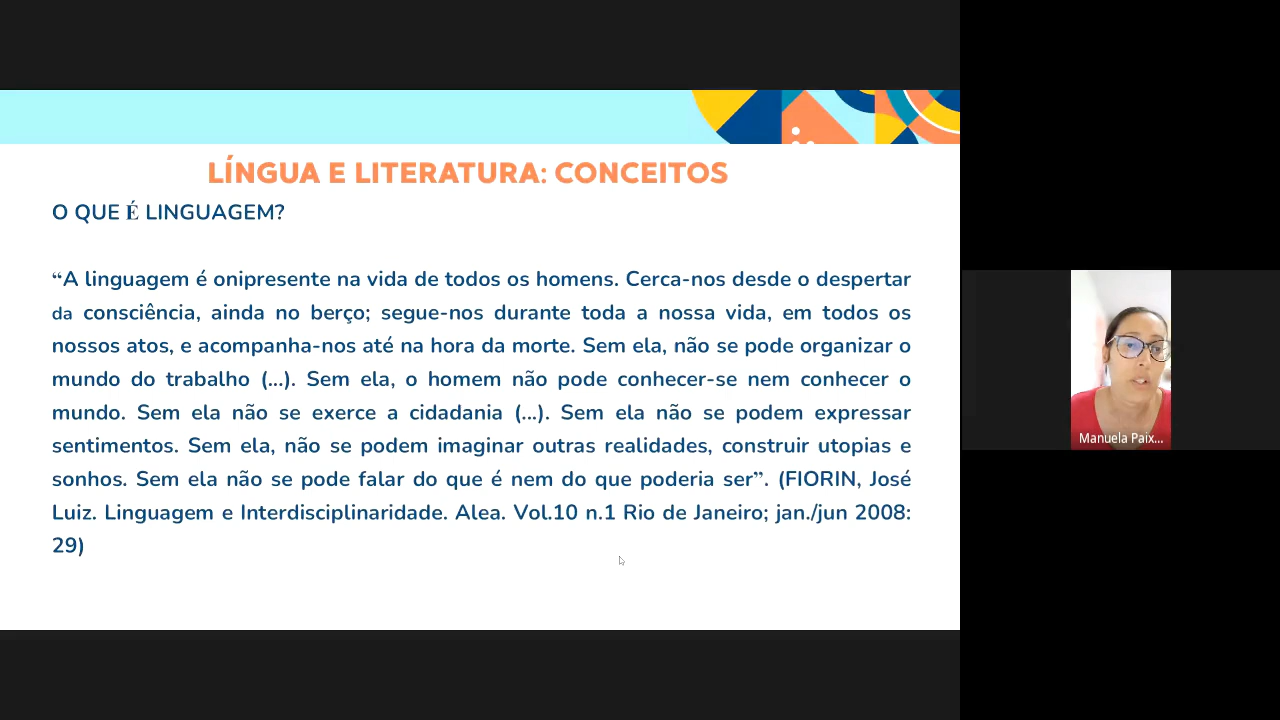 LÍNGUA E LITERATURA: CONCEITOS
O QUE É LINGUAGEM?
“A linguagem é onipresente na vida de todos os homens. Cerca-nos desde o despertar
da consciência, ainda no berço; segue-nos durante toda a nossa vida, em todos os
nossos atos, e acompanha-nos até na hora da morte. Sem ela, não se pode organizar o
mundo do trabalho (...). Sem ela, o homem não pode conhecer-se nem conhecer o
mundo. Sem ela não se exerce a cidadania (...). Sem ela não se podem expressar
sentimentos. Sem ela, não se podem imaginar outras realidades, construir utopias e
sonhos. Sem ela não se pode falar do que é nem do que poderia ser”. (FIORIN, José
Luiz. Linguagem e Interdisciplinaridade. Alea. Vol.10 n.1 Rio de Janeiro; jan./jun 2008:
29)
Manuela Paix...